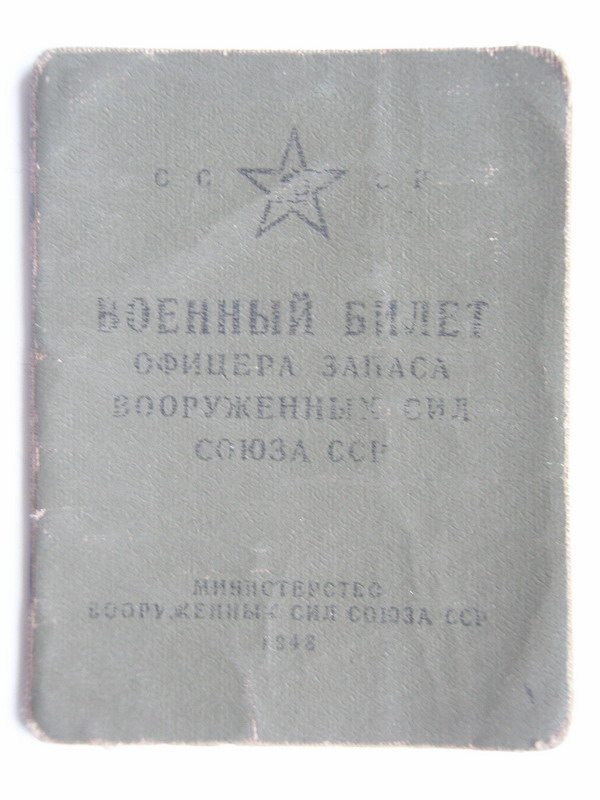 СС СР
ВОЕННЫЙ БИЛЕТ
ОФИЦЕРА ЗАПАСА
ВООРУЖЕННЫХ СИЛ
СОЮЗА ССР
МИНИСТЕРСТВО
ВООРУЖЕННЫХ СИЛ СОЮЗА ССР
1948